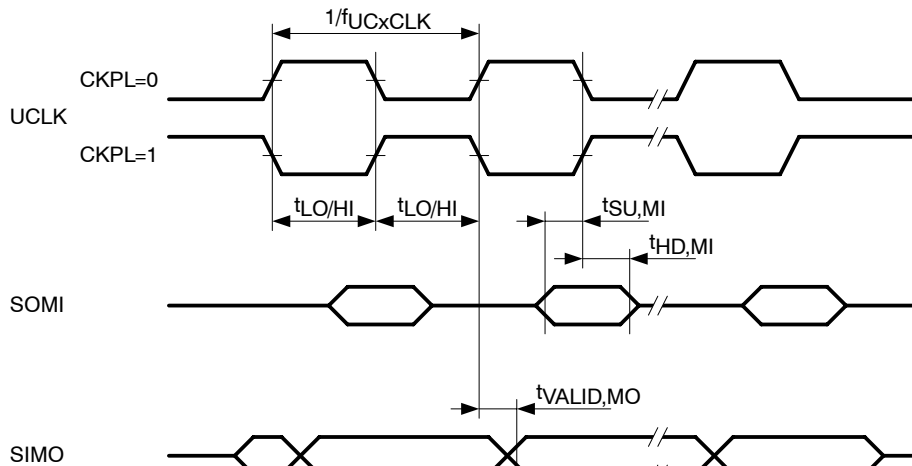 1/fUCxCLK
CKPL=0
UCLK
CKPL=1
tLO/HI tLO/HI tSU,MI
tHD,MI
SOMI
tVALID,MO
SIMO